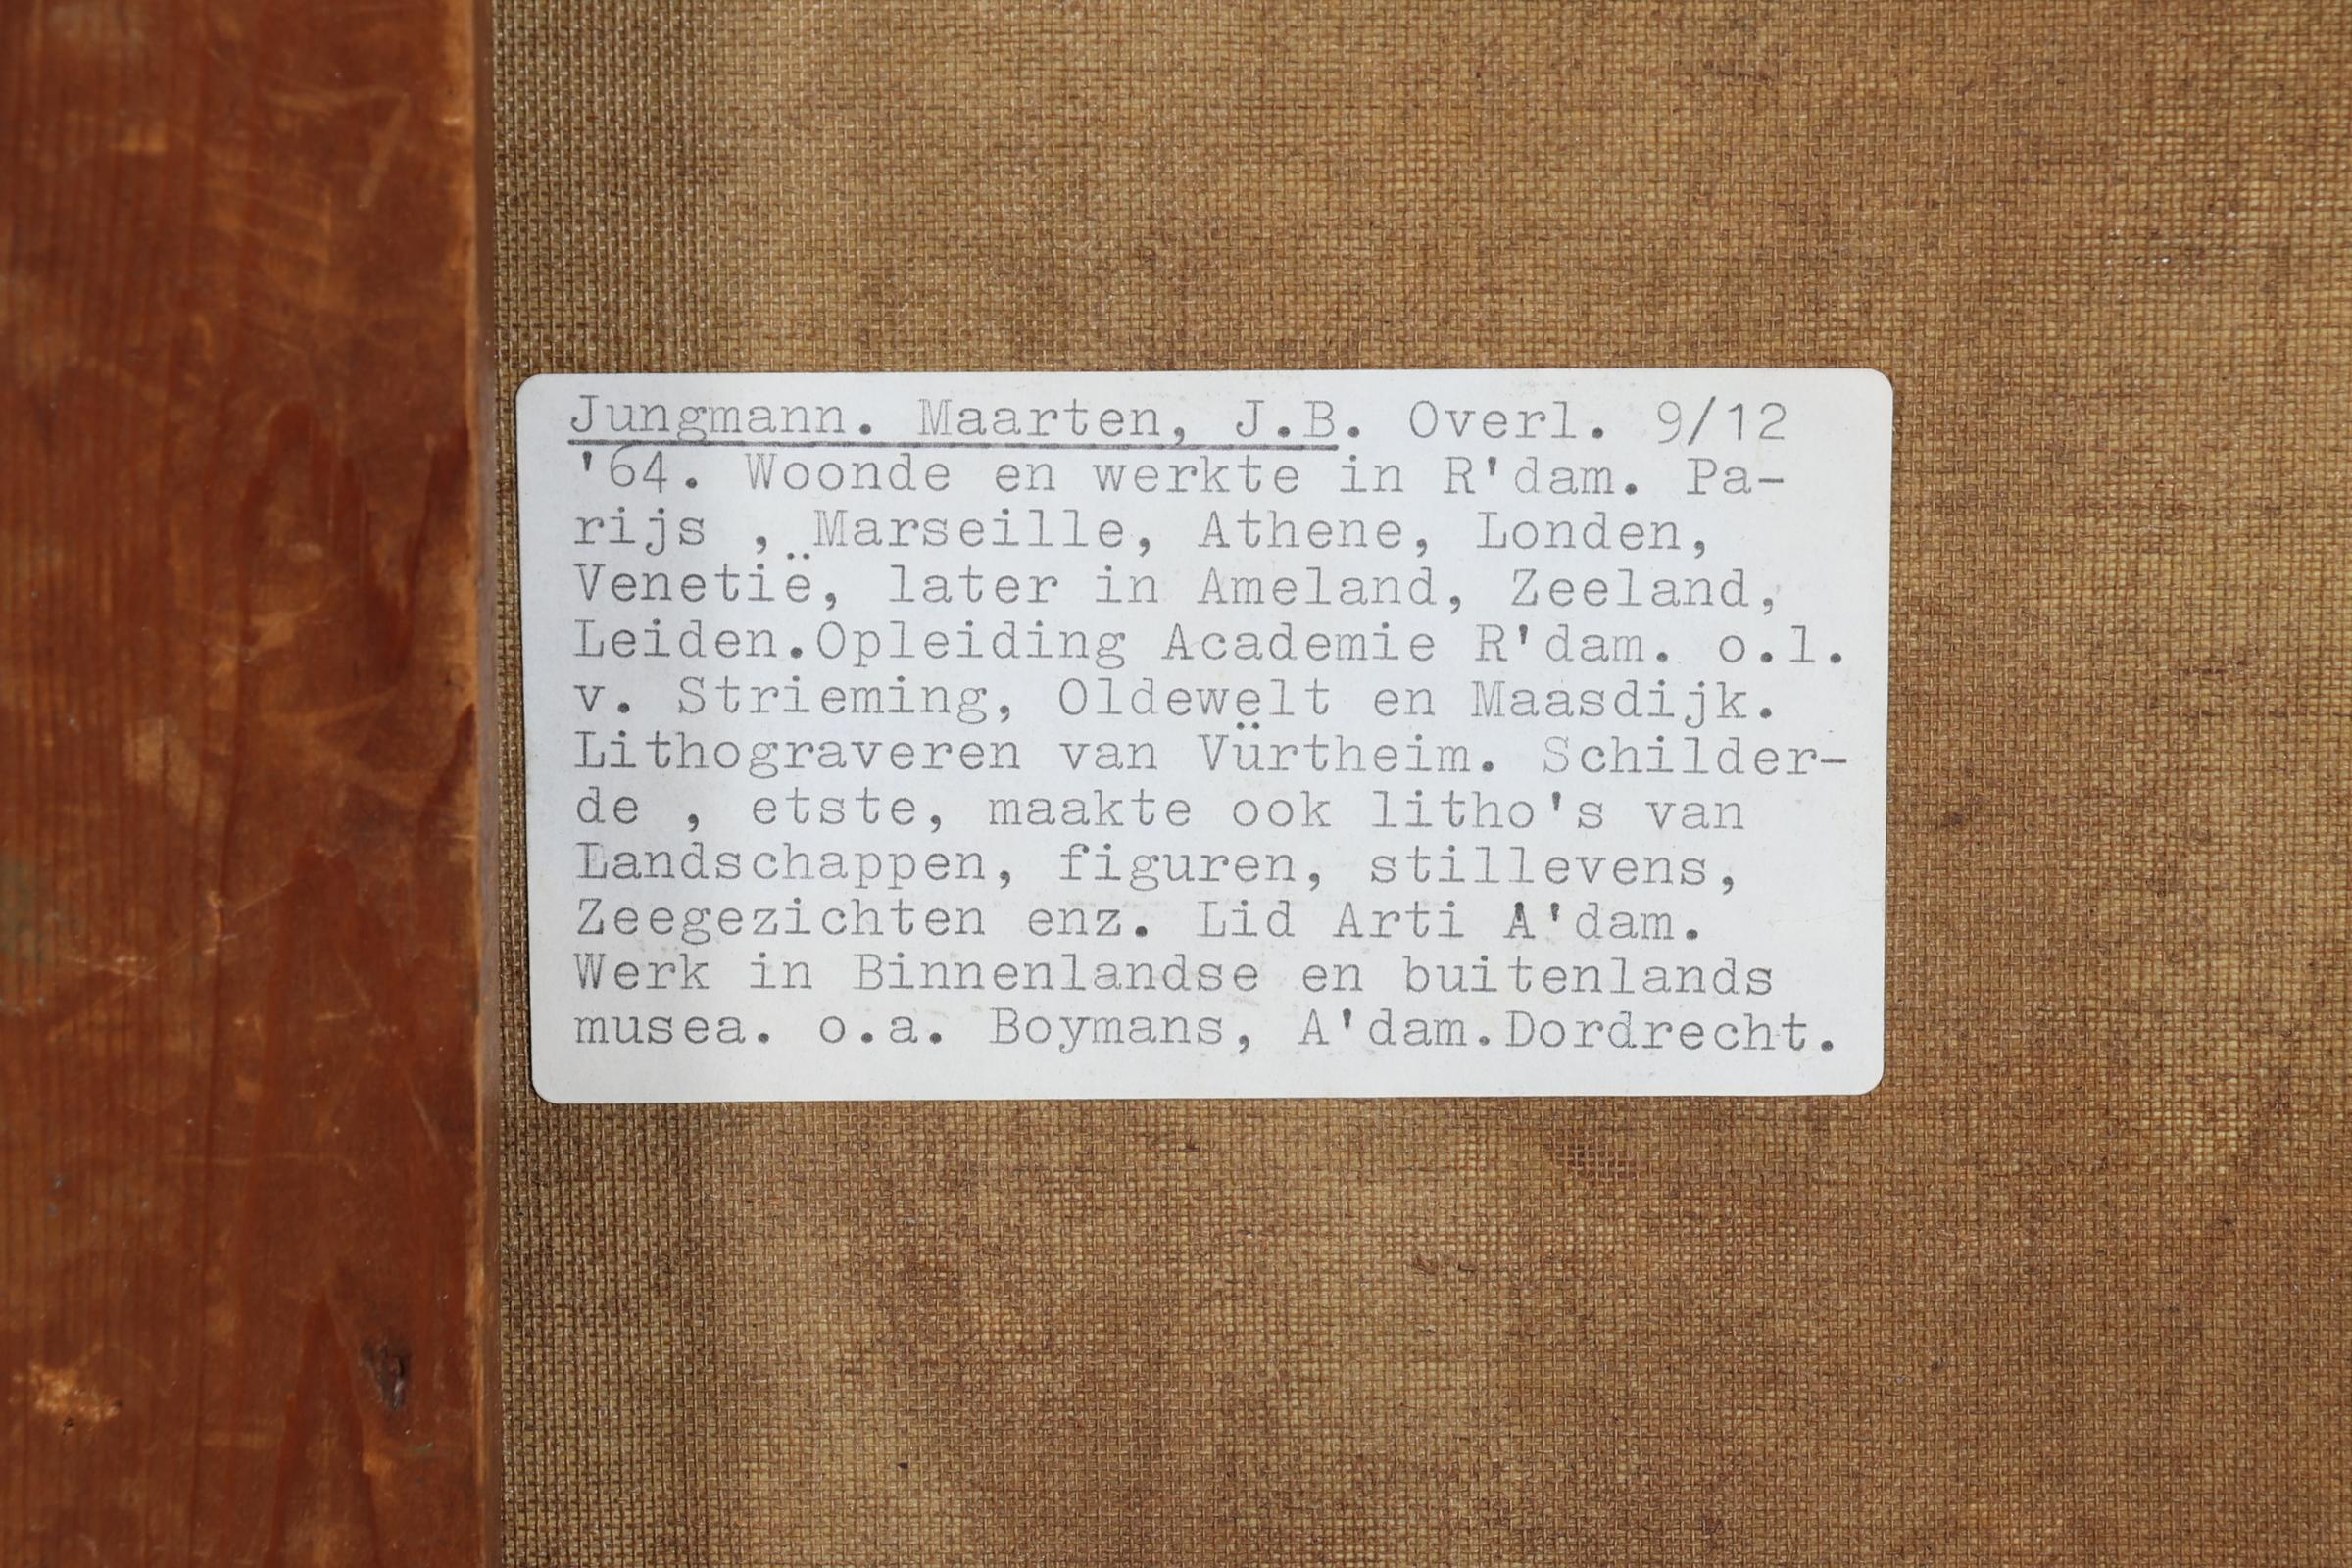 Jungmann. Maarten, J.B. Overl. 9/12
'64. Woonde en werkte in R'dam. Pa-
rijs , Marseille, Athene, Londen,
Venetië, later in Ameland, Zeeland,
Leiden.Opleiding Academie R'dam. o.l.
v. Strieming, Oldewelt en Maasdijk.
Lithograveren van Vürtheim. Schilder-
de , etste, maakte ook litho's van
Landschappen, figuren, stillevens,
Zeegezichten enz. Lid Arti A'dam.
Werk in Binnenlandse en buitenlands
musea. o.a. Boymans, A'dam.Dordrecht.